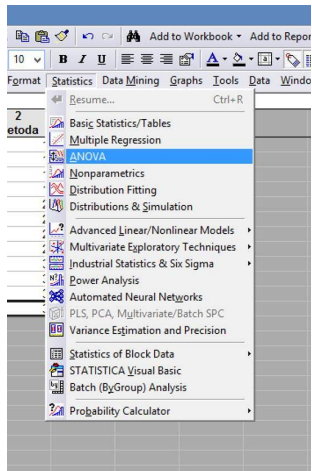 Add to Workbook Add to Repor
10 B I U A
Format Statistics Data Mining Graphs Tools Data Windo
2
etoda
Resume... Ctrl+R
Basic Statistics/Tables
Multiple Regression
ANOVA
Nonparametrics
Distribution Fitting
Distributions & Simulation
Advanced Linear/Nonlinear Models
Multivariate Exploratory Techniques
Industrial Statistics & Six Sigma
Power Analysis
Automated Neural Networks
PLS, PCA, Multivariate/Batch SPC
Variance Estimation and Precision
Statistics of Block Data
STATISTICA Visual Basic
Batch (ByGroup) Analysis
Probability Calculator